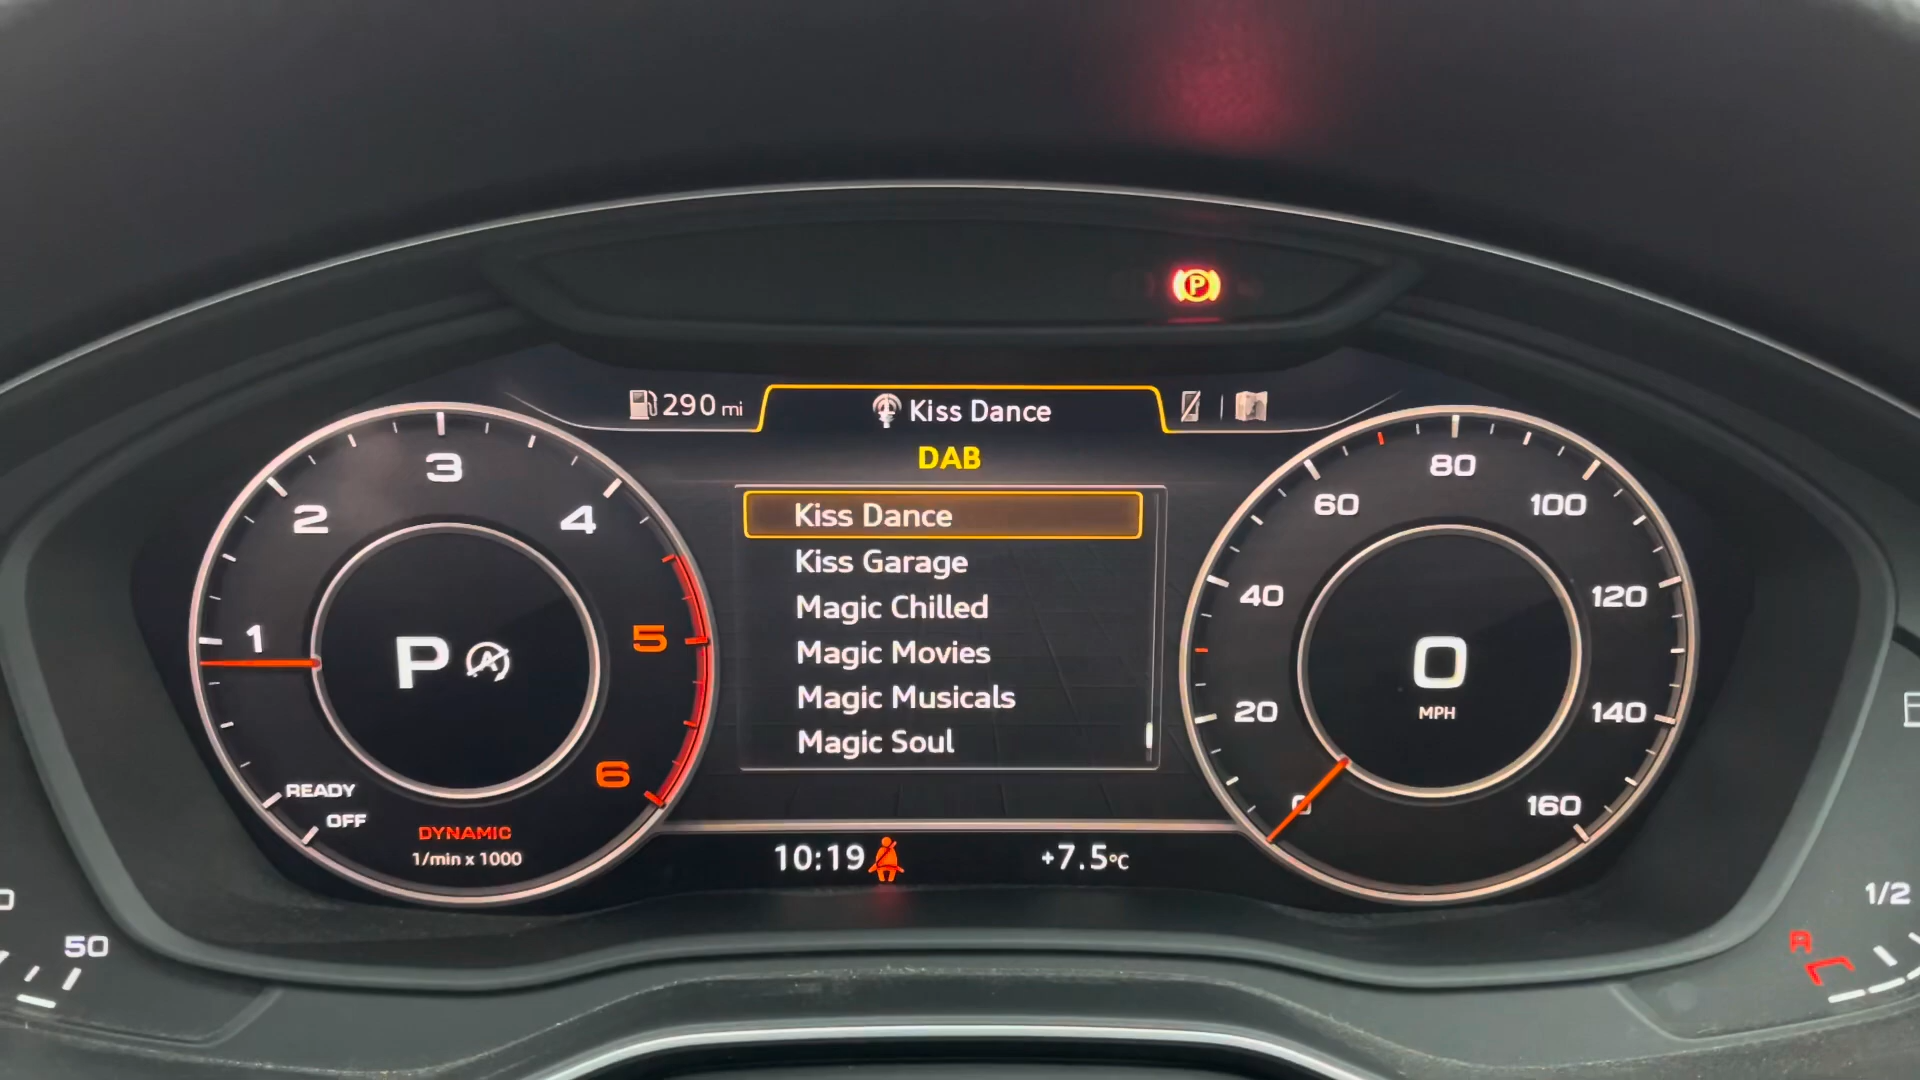 290 mi
Kiss Dance
DAB
Kiss Dance
Kiss Garage
Magic Chilled
Magic Movies
Magic Musicals
Magic Soul
1
2
3
4
5
6
READY
OFF
P
A
DYNAMIC
1/min x 1000
0
20
40
60
80
100
120
140
160
0
MPH
P
10:19
+7.5°C
50
1/2